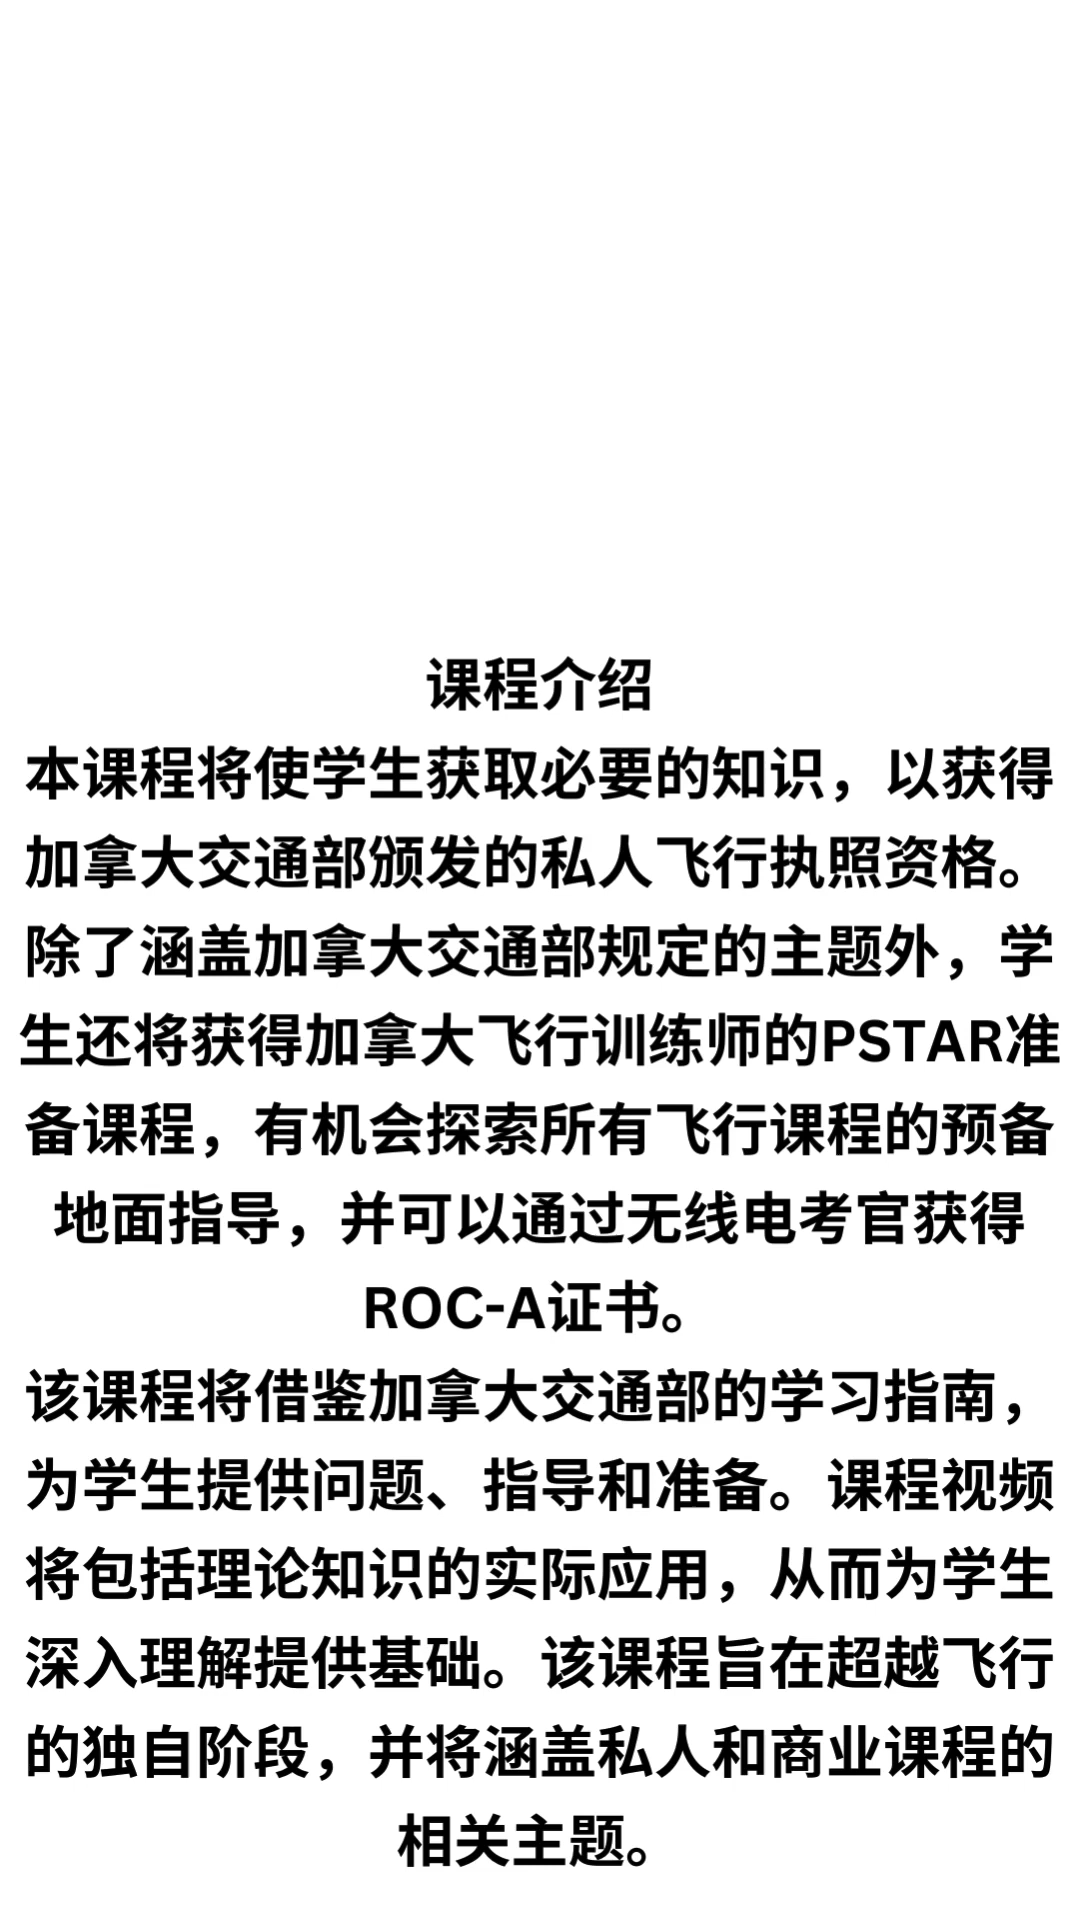 课程介绍
本课程将使学生获取必要的知识，以获得
加拿大交通部颁发的私人飞行执照资格。
除了涵盖加拿大交通部规定的主题外，学
生还将获得加拿大飞行训练师的PSTAR准
备课程，有机会探索所有飞行课程的预备
地面指导，并可以通过无线电考官获得
ROC-A证书。
该课程将借鉴加拿大交通部的学习指南，
为学生提供问题、指导和准备。课程视频
将包括理论知识的实际应用，从而为学生
深入理解提供基础。该课程旨在超越飞行
的独自阶段，并将涵盖私人和商业课程的
相关主题。